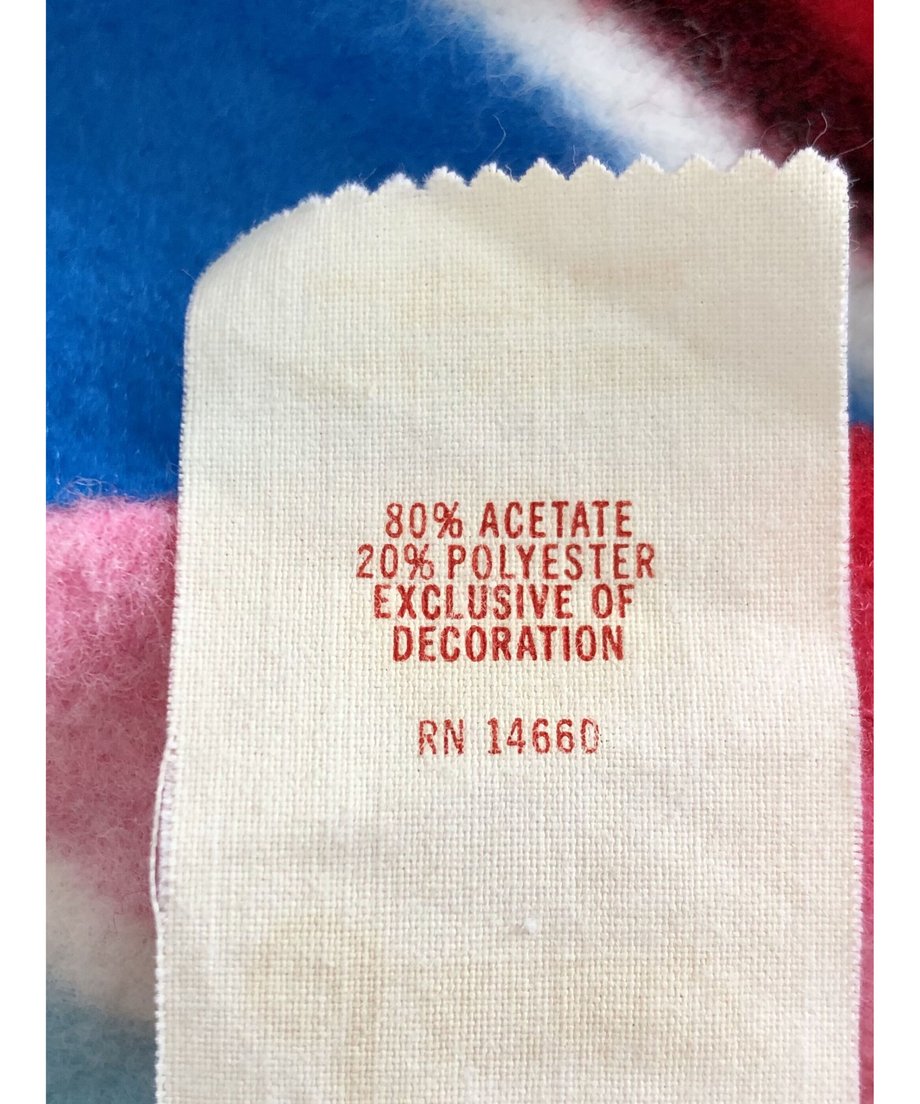 80% ACETATE
20% POLYESTER
EXCLUSIVE OF
DECORATION
RN 14660